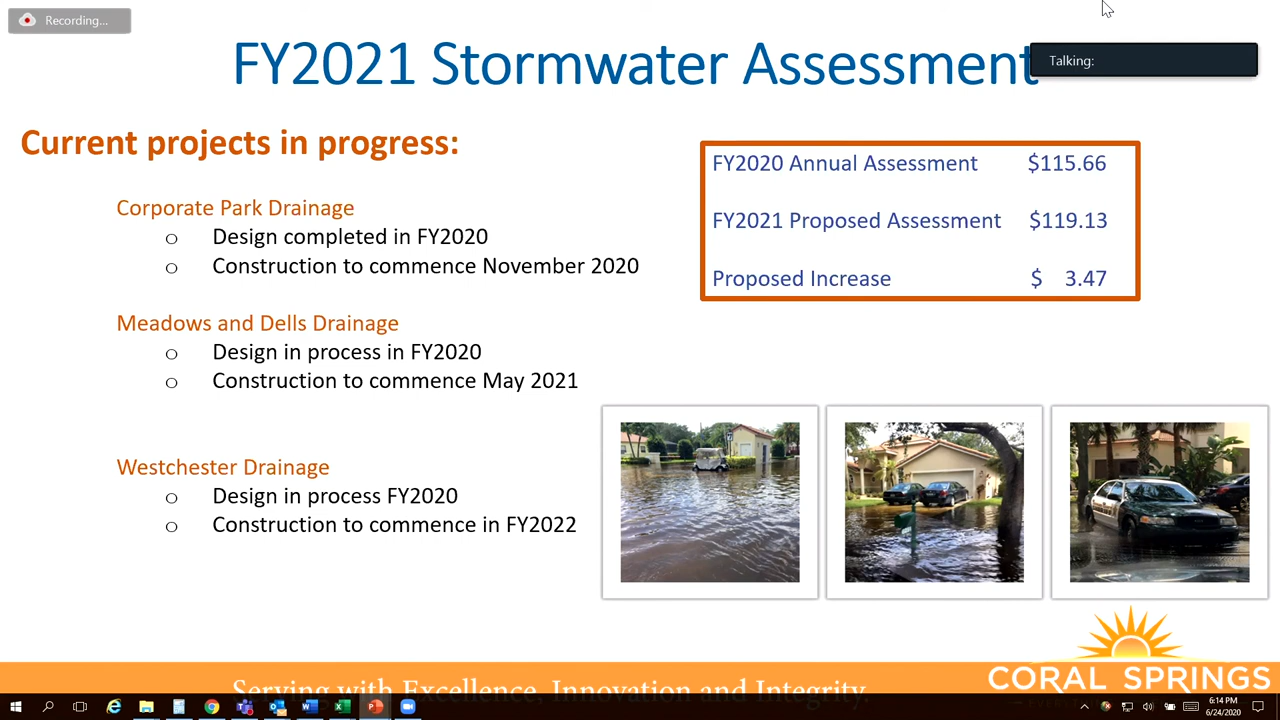 Recording...
FY2021 Stormwater Assessment
Talking:
Current projects in progress:
Corporate Park Drainage
o Design completed in FY2020
o Construction to commence November 2020
Meadows and Dells Drainage
o Design in process in FY2020
o Construction to commence May 2021
Westchester Drainage
o Design in process FY2020
o Construction to commence in FY2022
FY2020 Annual Assessment $115.66
FY2021 Proposed Assessment $119.13
Proposed Increase $ 3.47
CORAL SPRINGS
Serving with Excellence, Innovation and Integrity.
6:14 PM
6/24/2020